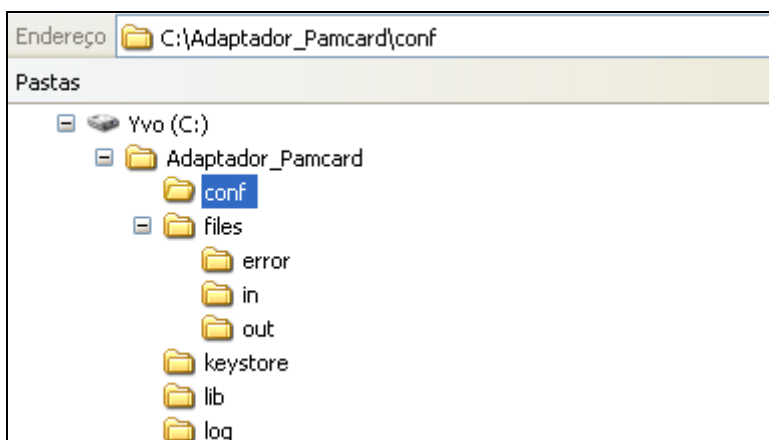 Endereço C:\Adaptador_Pamcard\conf
Pastas
Yvo (C:)
Adaptador_Pamcard
conf
files
error
in
out
keystore
lib
log